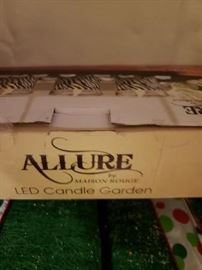 ALLURE
by
MAISON ROUGE
LED Candle Garden